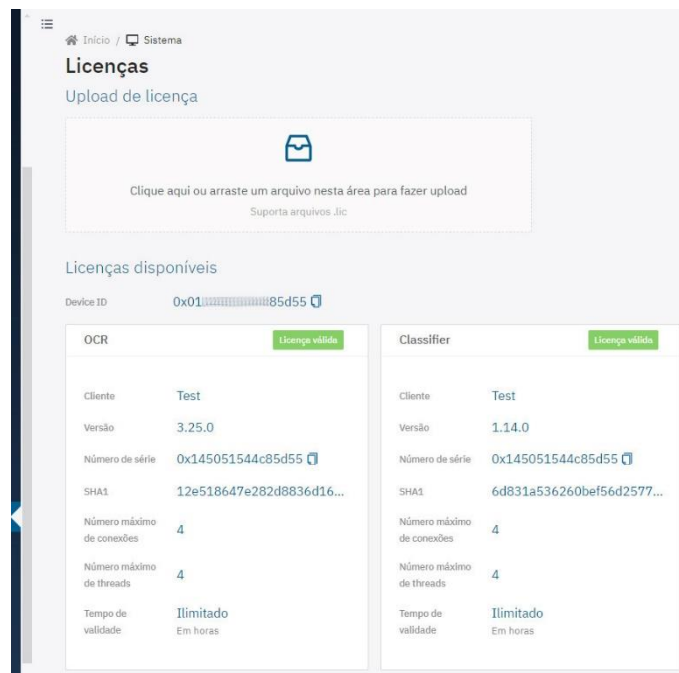 Início / Sistema
Licenças
Upload de licença
Clique aqui ou arraste um arquivo nesta área para fazer upload
Suporta arquivos .lic
Licenças disponíveis
Device ID 0x01 85d55
OCR Licença válida
Cliente Test
Versão 3.25.0
Número de série 0x145051544c85d55
SHA1 12e518647e282d8836d16...
Número máximo
de conexões 4
Número máximo
de threads 4
Tempo de
validade Ilimitado
Em horas
Classifier Licença válida
Cliente Test
Versão 1.14.0
Número de série 0x145051544c85d55
SHA1 6d831a536260bef56d2577...
Número máximo
de conexões 4
Número máximo
de threads 4
Tempo de
validade Ilimitado
Em horas